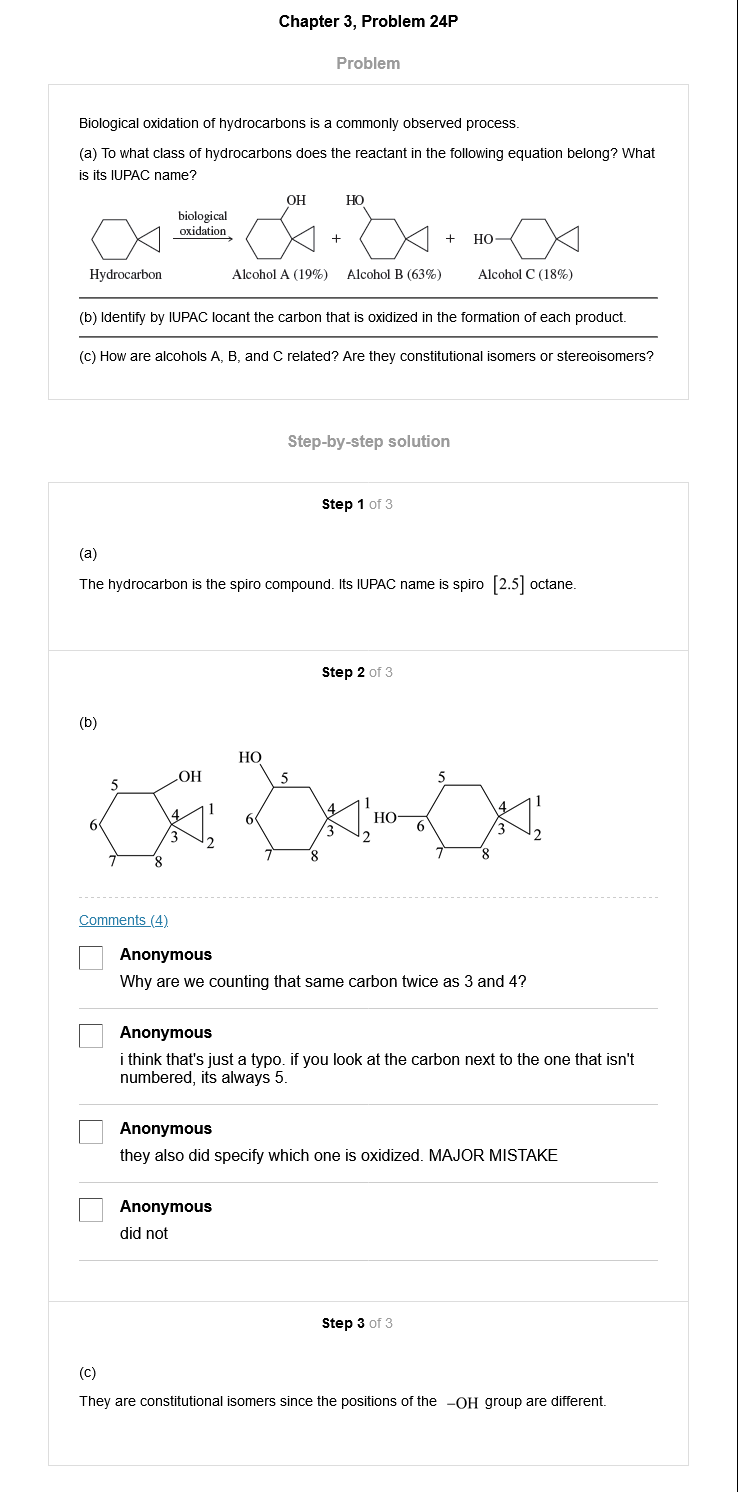 Chapter 3, Problem 24P
Problem
Biological oxidation of hydrocarbons is a commonly observed process.
(a) To what class of hydrocarbons does the reactant in the following equation belong? What
is its IUPAC name?
OH HO
biological
oxidation
+ + HO
Hydrocarbon Alcohol A (19%) Alcohol B (63%) Alcohol C (18%)
(b) Identify by IUPAC locant the carbon that is oxidized in the formation of each product.
(c) How are alcohols A, B, and C related? Are they constitutional isomers or stereoisomers?
Step-by-step solution
Step 1 of 3
(a)
The hydrocarbon is the spiro compound. Its IUPAC name is spiro [2.5] octane.
Step 2 of 3
(b)
HO
5 OH 5 5
6 4 1 6 4 1 HO 6 4 1
3 2 3 2 3 2
7 8 7 8 7 8
Comments (4)
Anonymous
Why are we counting that same carbon twice as 3 and 4?
Anonymous
i think that's just a typo. if you look at the carbon next to the one that isn't
numbered, its always 5.
Anonymous
they also did specify which one is oxidized. MAJOR MISTAKE
Anonymous
did not
Step 3 of 3
(c)
They are constitutional isomers since the positions of the –OH group are different.